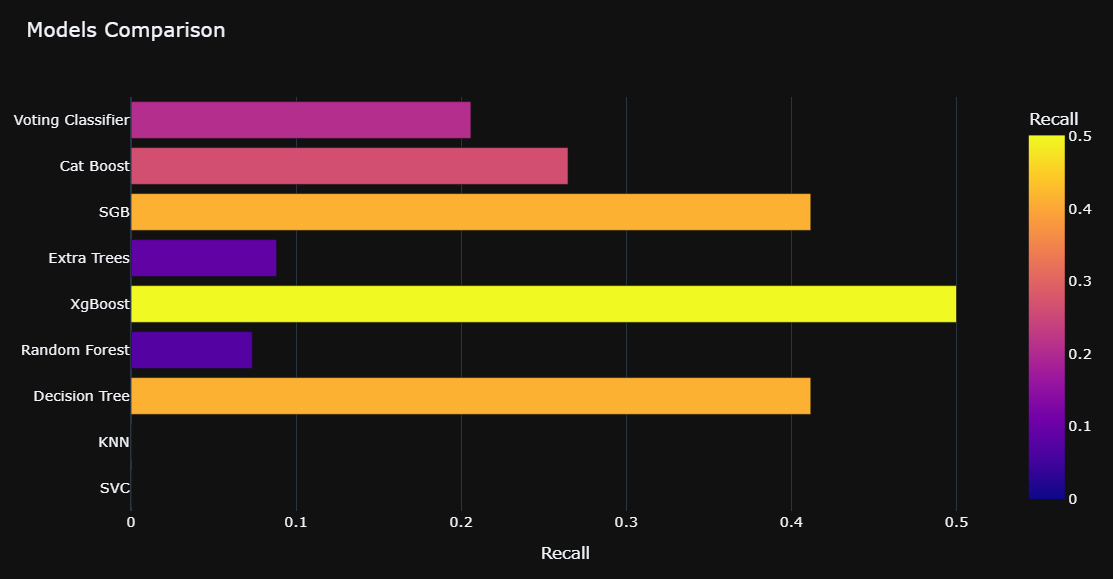 Models Comparison
Voting Classifier
Cat Boost
SGB
Extra Trees
XgBoost
Random Forest
Decision Tree
KNN
SVC
0 0.1 0.2 0.3 0.4 0.5
Recall
Recall
0.5
0.4
0.3
0.2
0.1
0